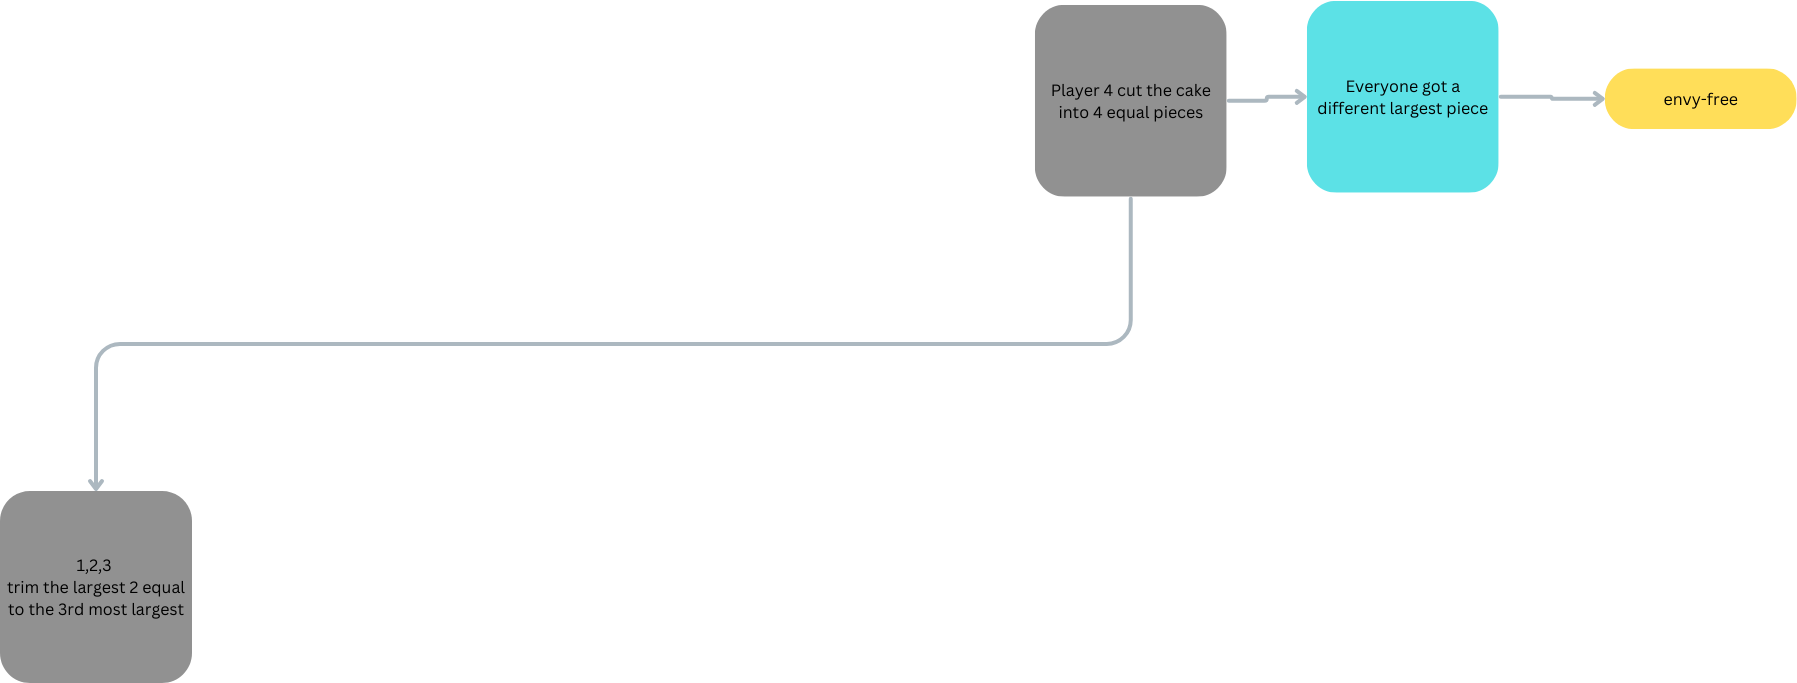 Player 4 cut the cake
into 4 equal pieces
Everyone got a
different largest piece
envy-free
1,2,3
trim the largest 2 equal
to the 3rd most largest